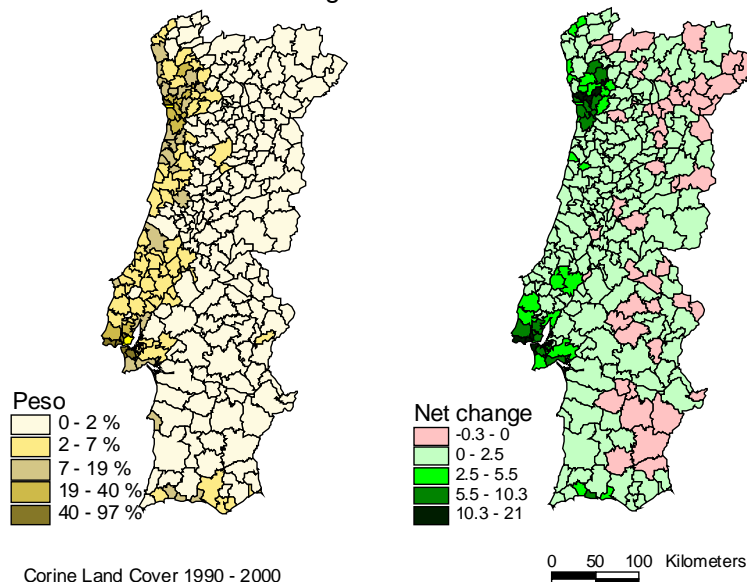 Peso
0 - 2 %
2 - 7 %
7 - 19 %
19 - 40 %
40 - 97 %
Net change
-0.3 - 0
0 - 2.5
2.5 - 5.5
5.5 - 10.3
10.3 - 21
Corine Land Cover 1990 - 2000
0 50 100 Kilometers